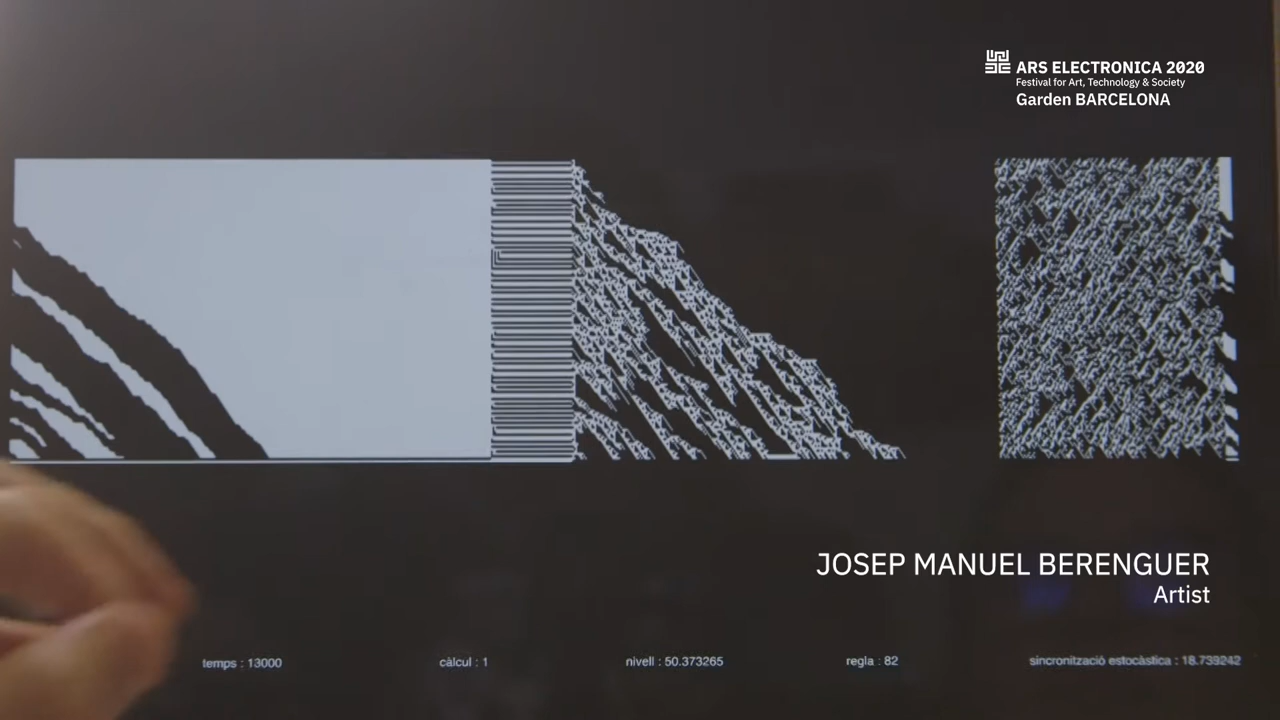 ARS ELECTRONICA 2020
Festival for Art, Technology & Society
Garden BARCELONA
JOSEP MANUEL BERENGUER
Artist
temps : 13000 càlcul : 1 nivell : 50.373265 regla : 82 sincronització estocàstica : 18.739242